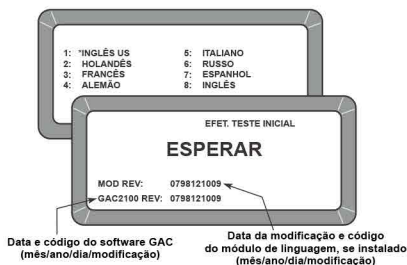 1: *INGLÊS US 5: ITALIANO
2: HOLANDÊS 6: RUSSO
3: FRANCÊS 7: ESPANHOL
4: ALEMÃO 8: INGLÊS
EFET. TESTE INICIAL
ESPERAR
MOD REV: 0798121009
GAC2100 REV: 0798121009
Data e código do software GAC
(mês/ano/dia/modificação)
Data da modificação e código
do módulo de linguagem, se instalado
(mês/ano/dia/modificação)